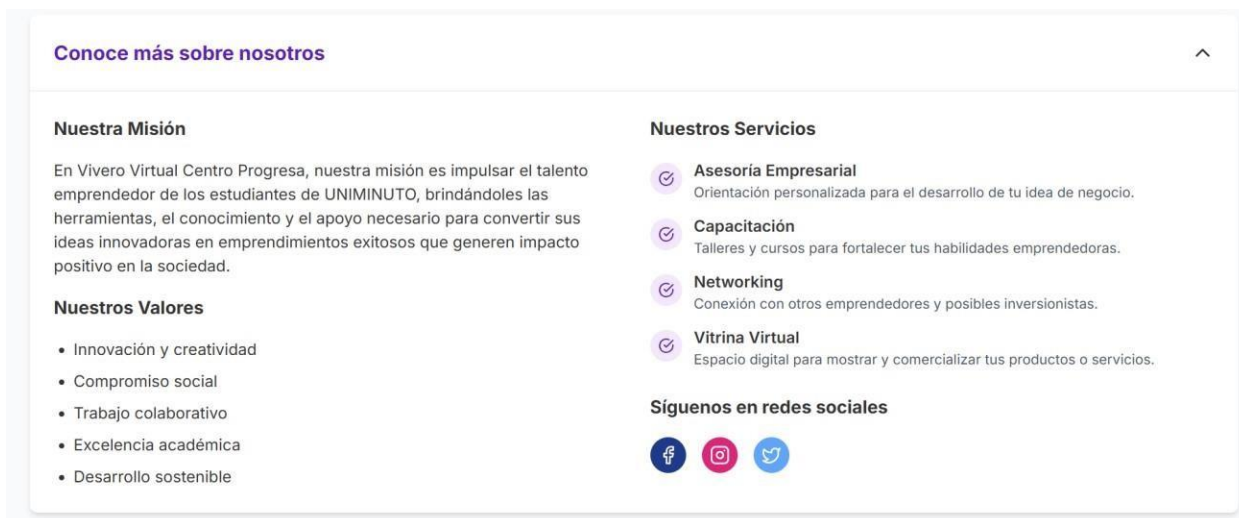 Conoce más sobre nosotros
Nuestra Misión
En Vivero Virtual Centro Progresa, nuestra misión es impulsar el talento
emprendedor de los estudiantes de UNIMINUTO, brindándoles las
herramientas, el conocimiento y el apoyo necesario para convertir sus
ideas innovadoras en emprendimientos exitosos que generen impacto
positivo en la sociedad.
Nuestros Valores
• Innovación y creatividad
• Compromiso social
• Trabajo colaborativo
• Excelencia académica
• Desarrollo sostenible
Nuestros Servicios
Asesoría Empresarial
Orientación personalizada para el desarrollo de tu idea de negocio.
Capacitación
Talleres y cursos para fortalecer tus habilidades emprendedoras.
Networking
Conexión con otros emprendedores y posibles inversionistas.
Vitrina Virtual
Espacio digital para mostrar y comercializar tus productos o servicios.
Síguenos en redes sociales